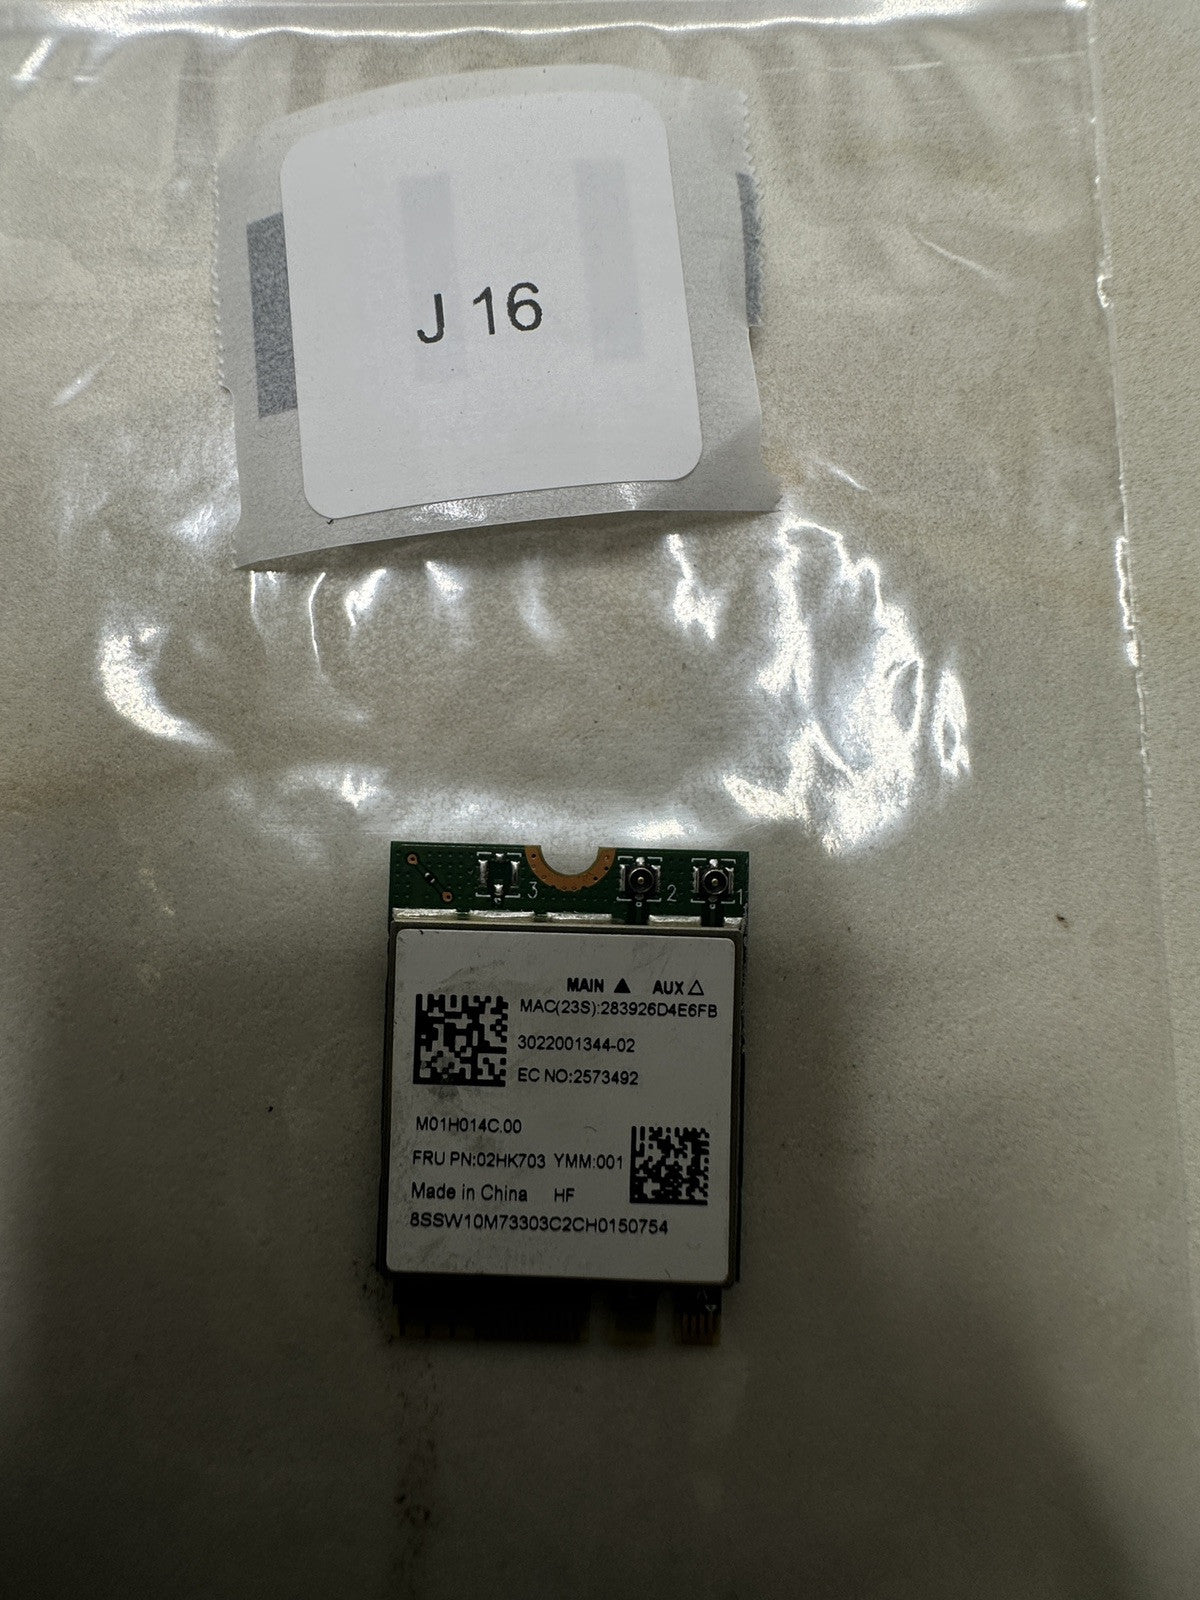 J 16
3 2 1
MAIN ▲ AUX △
MAC(23S):283926D4E6FB
3022001344-02
EC NO:2573492
M01H014C.00
FRU PN:02HK703 YMM:001
Made in China HF
8SSW10M73303C2CH0150754